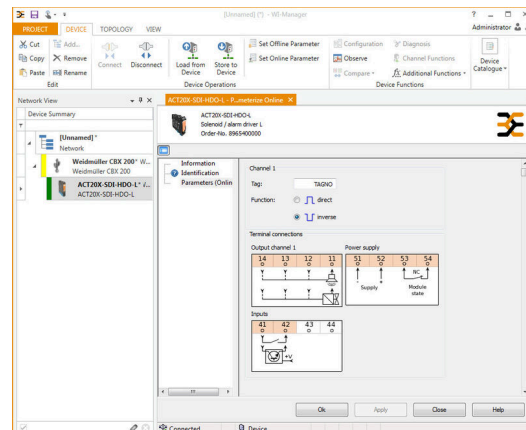 [Unnamed] (*) - WI-Manager
PROJECT DEVICE TOPOLOGY VIEW
Administrator
Cut Add...
Copy Remove
Paste Rename
Edit
Connect Disconnect
Load from Device
Store to Device
Set Offline Parameter
Set Online Parameter
Device Operations
Configuration Diagnosis
Observe Channel Functions
Compare Additional Functions
Device Functions
Device Catalogue
Network View
Device Summary
[Unnamed] *
Network
Weidmüller CBX 200* W...
Weidmüller CBX 200
ACT20X-SDI-HDO-L* /...
ACT20X-SDI-HDO-L
ACT20X-SDI-HDO-L - P...meterize Online
ACT20X-SDI-HDO-L
Solenoid / alarm driver L
Order-No. 8965400000
Information
Identification
Parameters (Onlin
Channel 1
Tag: TAGNO
Function: direct
inverse
Terminal connections
Output channel 1 Power supply
14 13 12 11 51 52 53 54
NC
- +
Supply Module state
Inputs
41 42 43 44
+V
Ok Apply Close Help
Connected Device